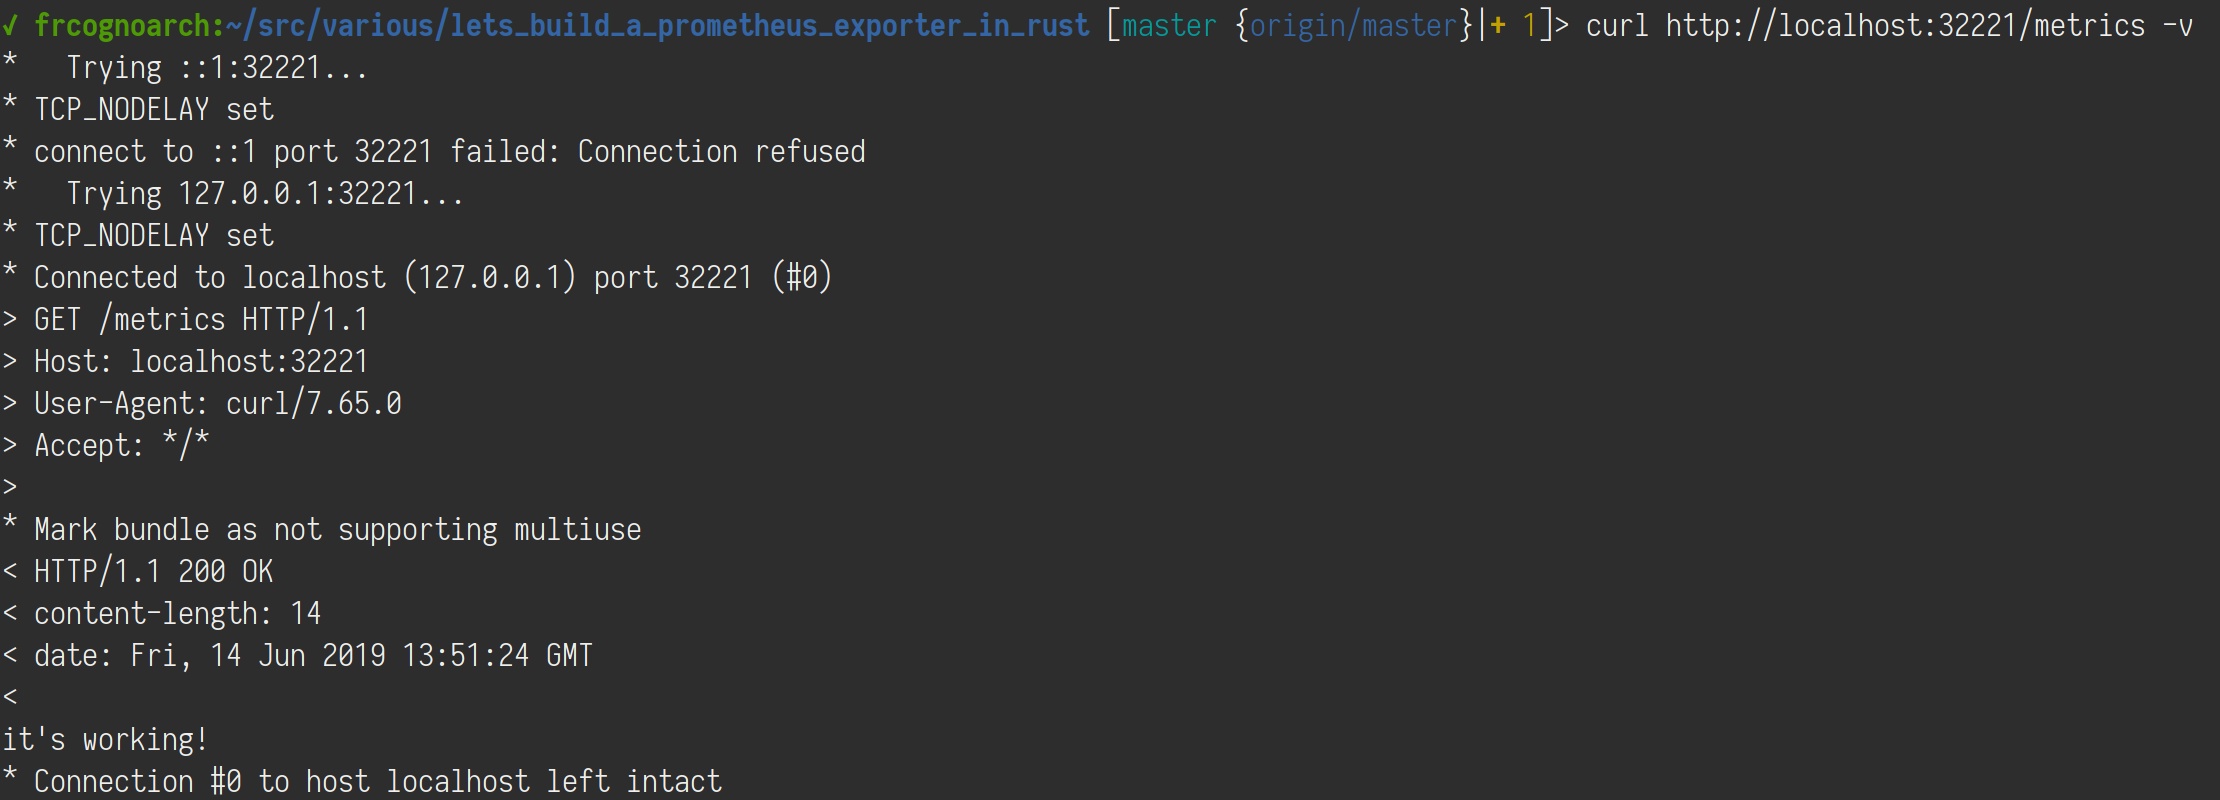 ✓ frcognoarch:~/src/various/lets_build_a_prometheus_exporter_in_rust [master {origin/master}|+ 1]> curl http://localhost:32221/metrics -v
*   Trying ::1:32221...
* TCP_NODELAY set
* connect to ::1 port 32221 failed: Connection refused
*   Trying 127.0.0.1:32221...
* TCP_NODELAY set
* Connected to localhost (127.0.0.1) port 32221 (#0)
> GET /metrics HTTP/1.1
> Host: localhost:32221
> User-Agent: curl/7.65.0
> Accept: */*
>
* Mark bundle as not supporting multiuse
< HTTP/1.1 200 OK
< content-length: 14
< date: Fri, 14 Jun 2019 13:51:24 GMT
<
it's working!
* Connection #0 to host localhost left intact